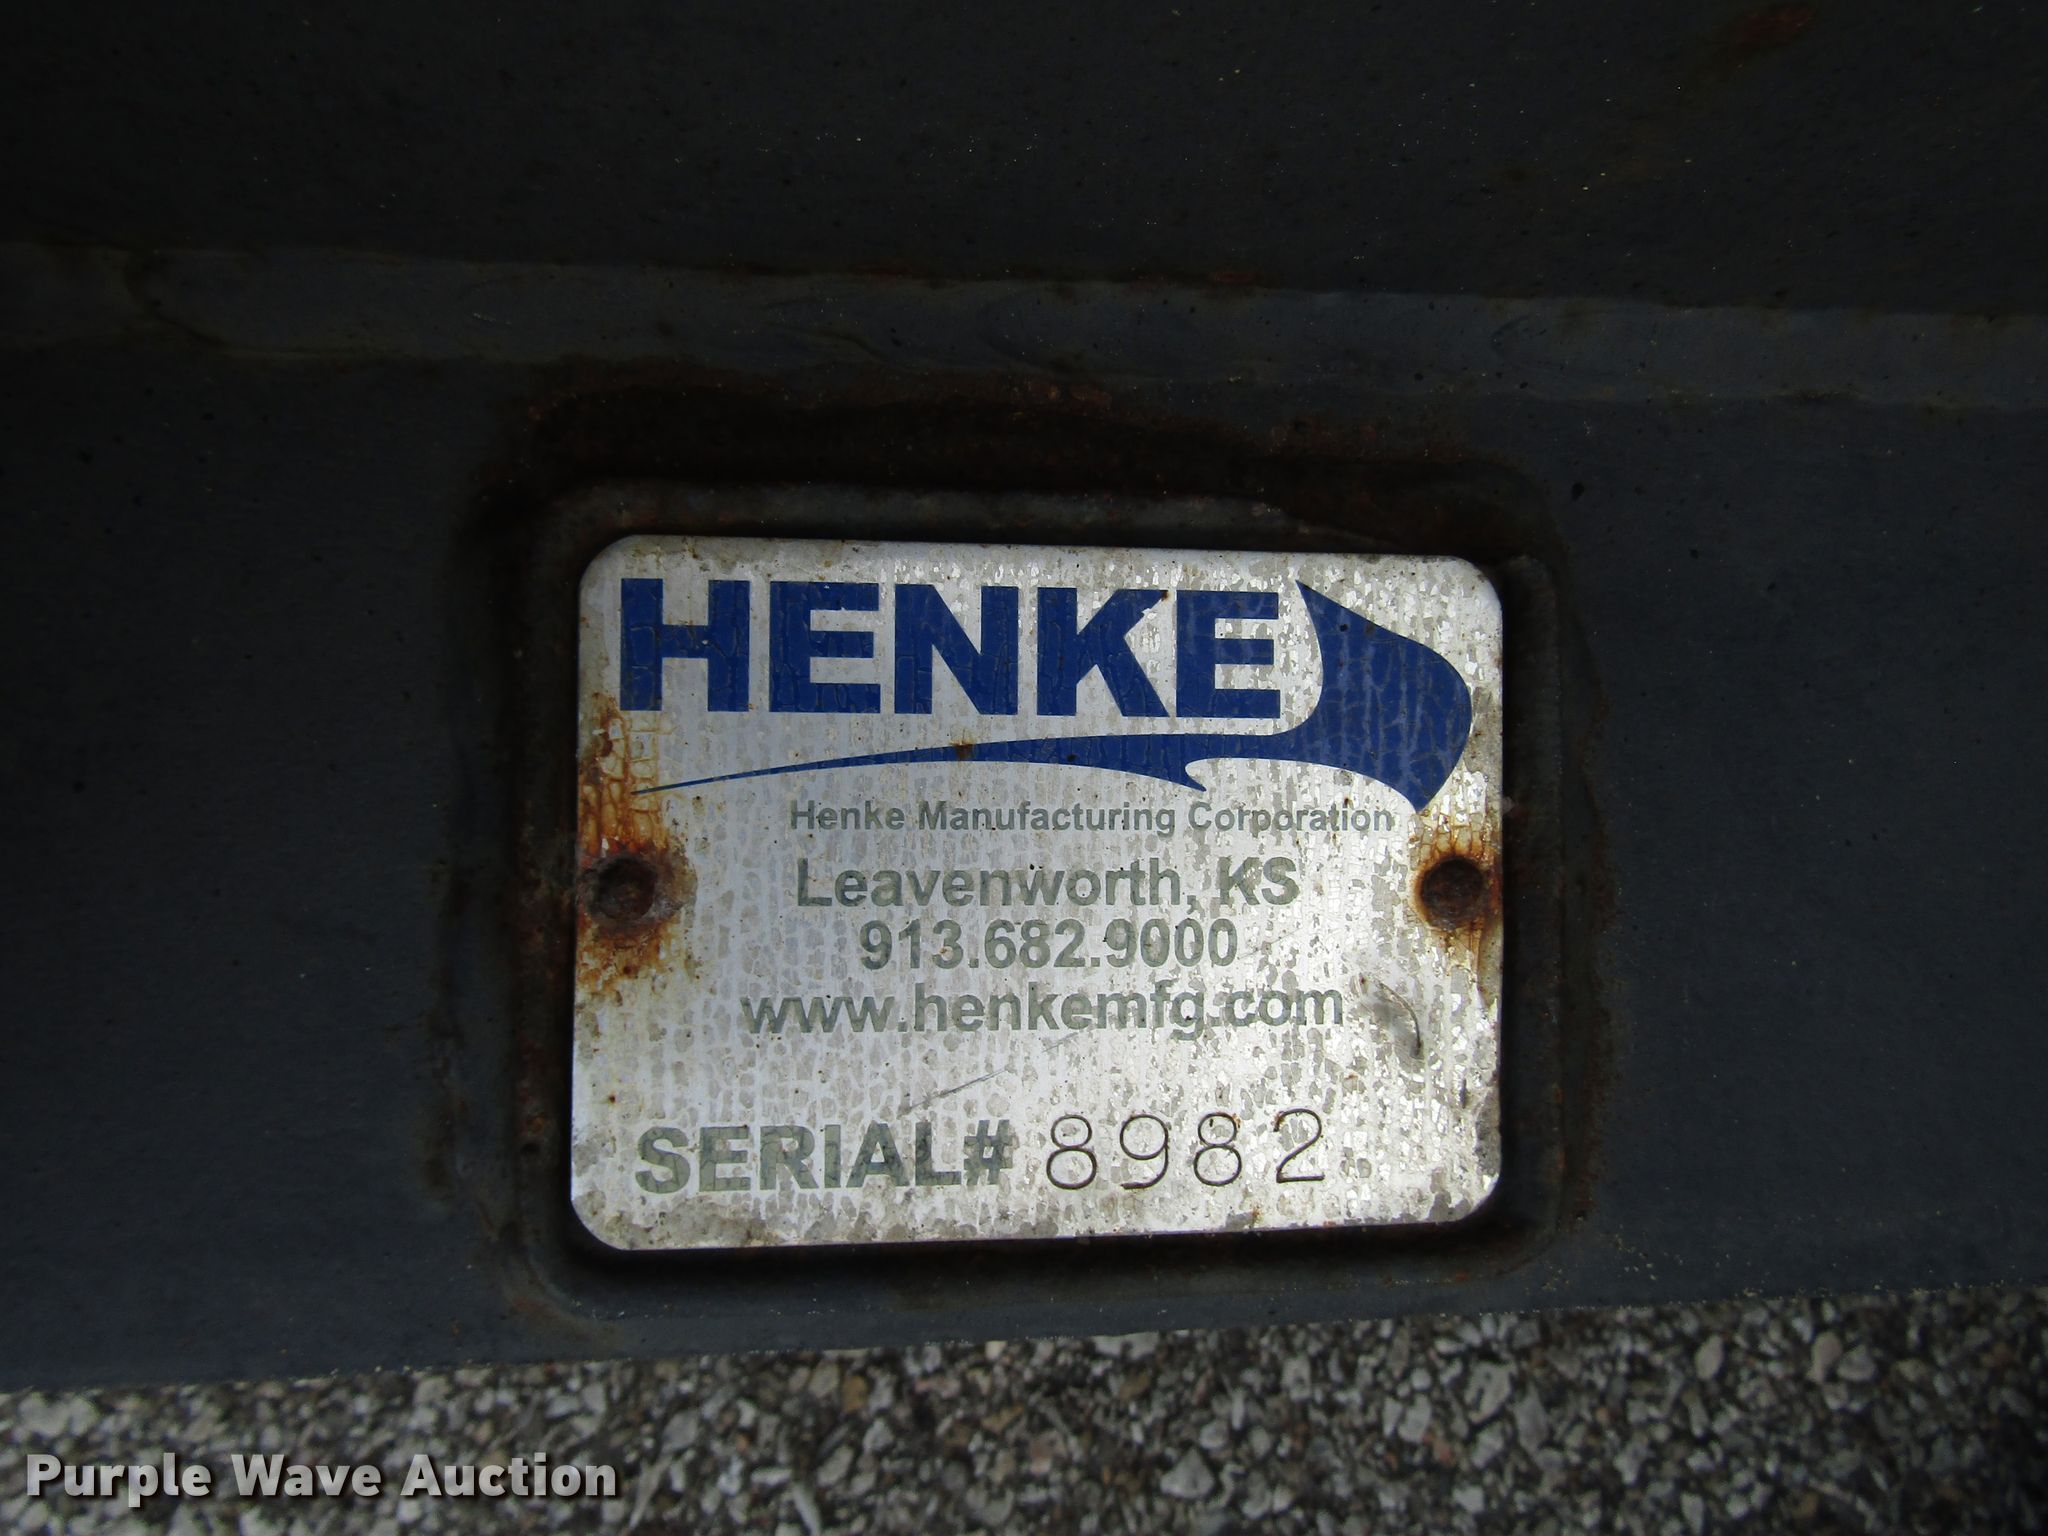 HENKE
Henke Manufacturing Corporation
Leavenworth, KS
913.682.9000
www.henkemfg.com
SERIAL# 8982
Purple Wave Auction